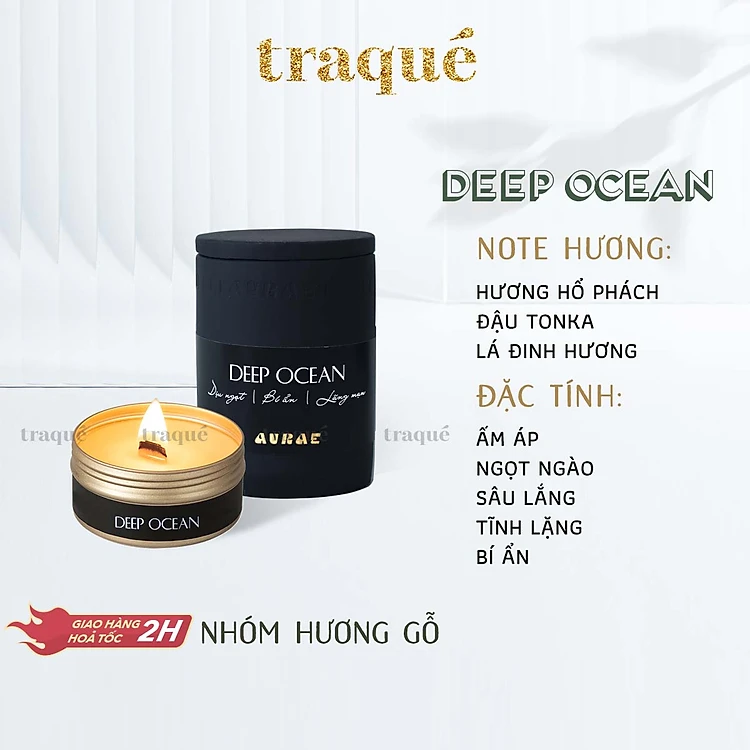 traqué
DEEP OCEAN
NOTE HƯƠNG:
HƯƠNG HỔ PHÁCH
ĐẬU TONKA
LÁ ĐINH HƯƠNG
ĐẶC TÍNH:
ẤM ÁP
NGỌT NGÀO
SÂU LẮNG
TĨNH LẶNG
BÍ ẨN
DEEP OCEAN
Dịu ngọt | Bí ẩn | Lãng mạn
AURAE
traqué
traqué
traqué
DEEP OCEAN
GIAO HÀNG
HOẢ TỐC 2H
NHÓM HƯƠNG GỖ